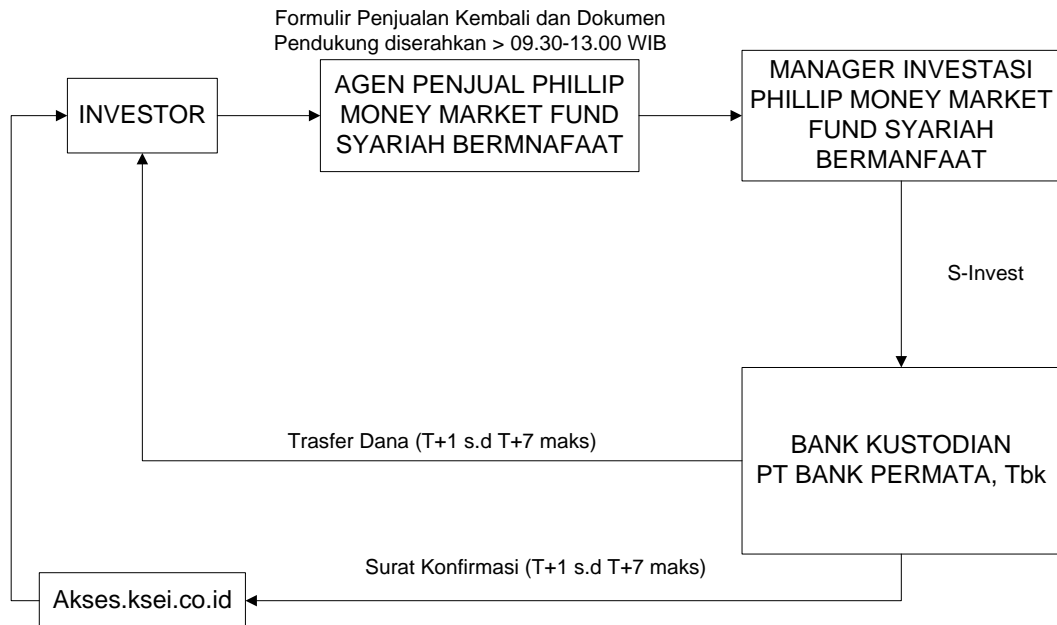 Formulir Penjualan Kembali dan Dokumen
Pendukung diserahkan > 09.30-13.00 WIB
INVESTOR
AGEN PENJUAL PHILLIP
MONEY MARKET FUND
SYARIAH BERMNAFAAT
MANAGER INVESTASI
PHILLIP MONEY MARKET
FUND SYARIAH
BERMANFAAT
S-Invest
Trasfer Dana (T+1 s.d T+7 maks)
BANK KUSTODIAN
PT BANK PERMATA, Tbk
Surat Konfirmasi (T+1 s.d T+7 maks)
Akses.ksei.co.id